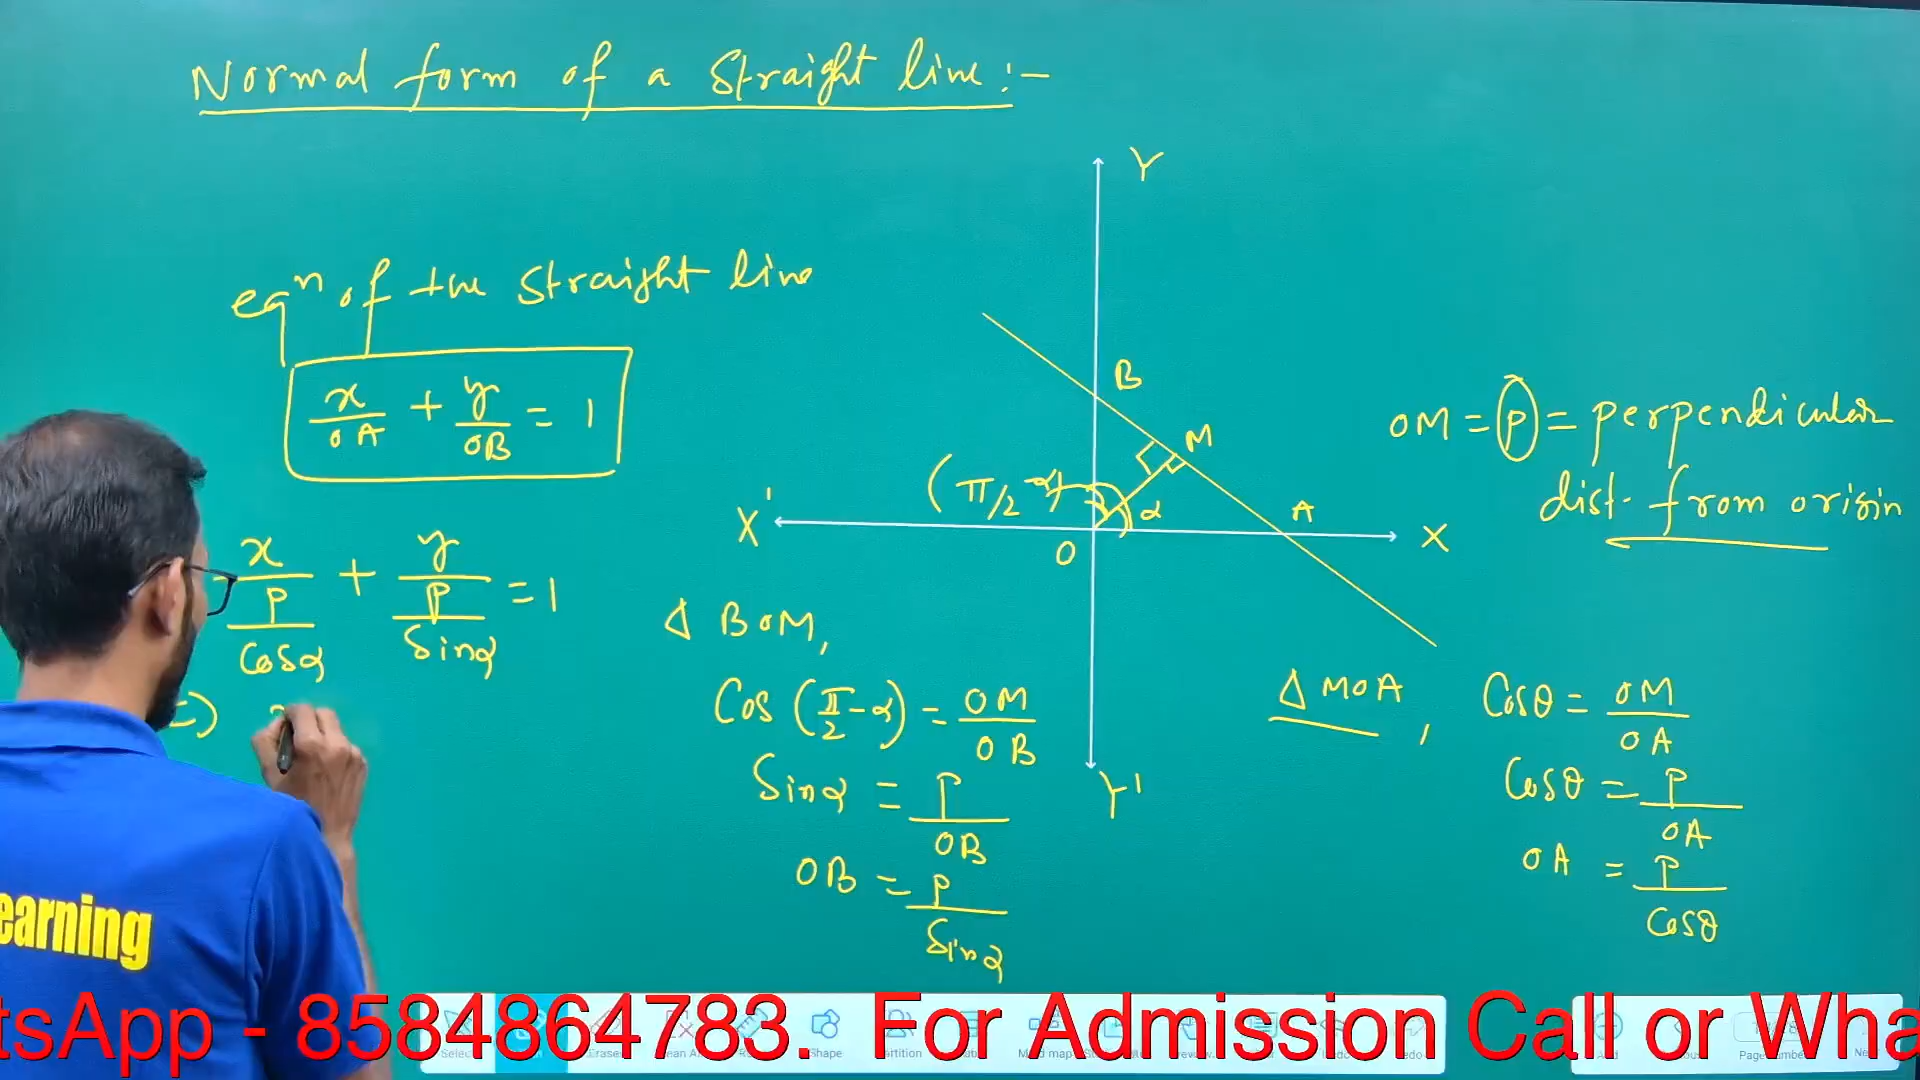 Normal form of a Straight line :-
Y
eqⁿ of the straight line
x/OA + y/OB = 1
B
M
OM = p = perpendicular
dist. from origin
(π/2 - α)
α
A
X'
O
X
x/(p/Cosα) + y/(p/Sinα) = 1
=>
Δ BOM,
Cos (π/2 - α) = OM/OB
Sinα = p/OB
OB = p/Sinα
Y'
Δ MOA, Cosθ = OM/OA
Cosθ = p/OA
OA = p/Cosθ
earning
tsApp - 8584864783. For Admission Call or Wha